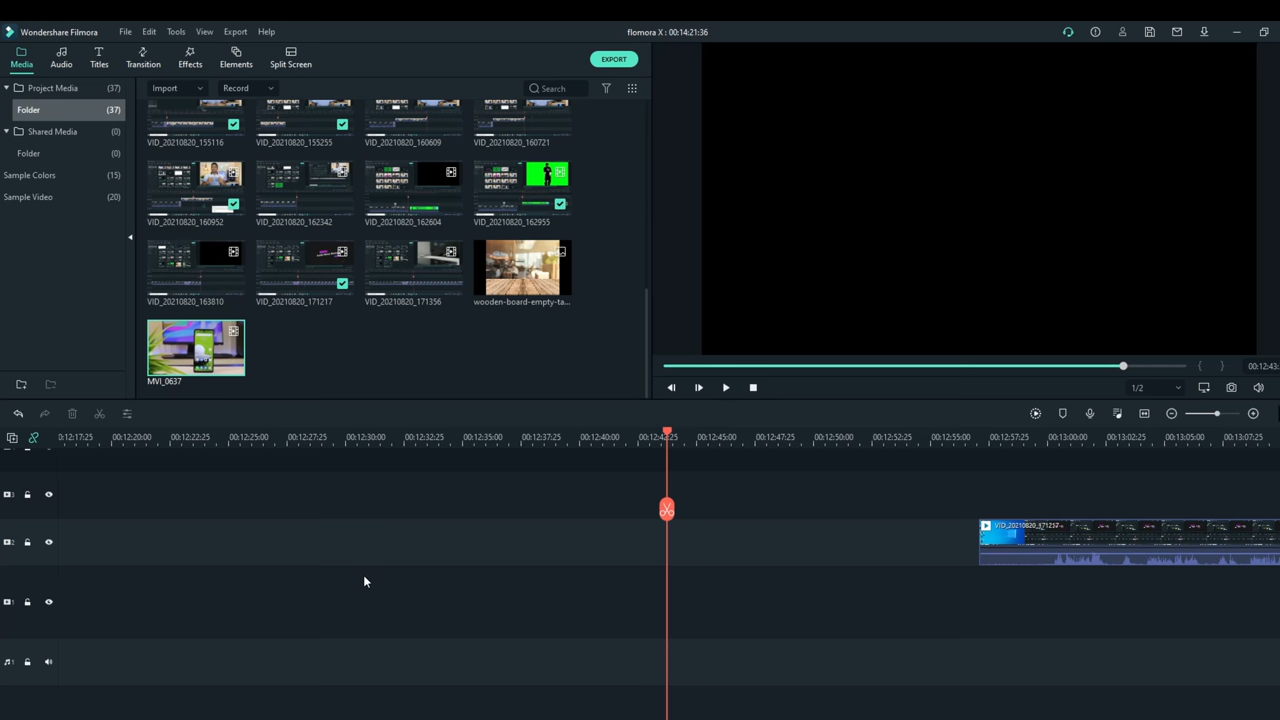 Wondershare Filmora File Edit Tools View Export Help flomora X : 00:14:21:36
Media Audio Titles Transition Effects Elements Split Screen EXPORT
Project Media (37) Import Record Search
Folder (37)
Shared Media (0)
Folder (0)
Sample Colors (15)
Sample Video (20)
VID_20210820_155116 VID_20210820_155255 VID_20210820_160609 VID_20210820_160721
VID_20210820_160952 VID_20210820_162342 VID_20210820_162604 VID_20210820_162955
VID_20210820_163810 VID_20210820_171217 VID_20210820_171356 wooden-board-empty-ta...
MVI_0637
00:12:43:
1/2
0:12:17:25 00:12:20:00 00:12:22:25 00:12:25:00 00:12:27:25 00:12:30:00 00:12:32:25 00:12:35:00 00:12:37:25 00:12:40:00 00:12:42:25 00:12:45:00 00:12:47:25 00:12:50:00 00:12:52:25 00:12:55:00 00:12:57:25 00:13:00:00 00:13:02:25 00:13:05:00 00:13:07:25
3
2 VID_20210820_171217
1
1